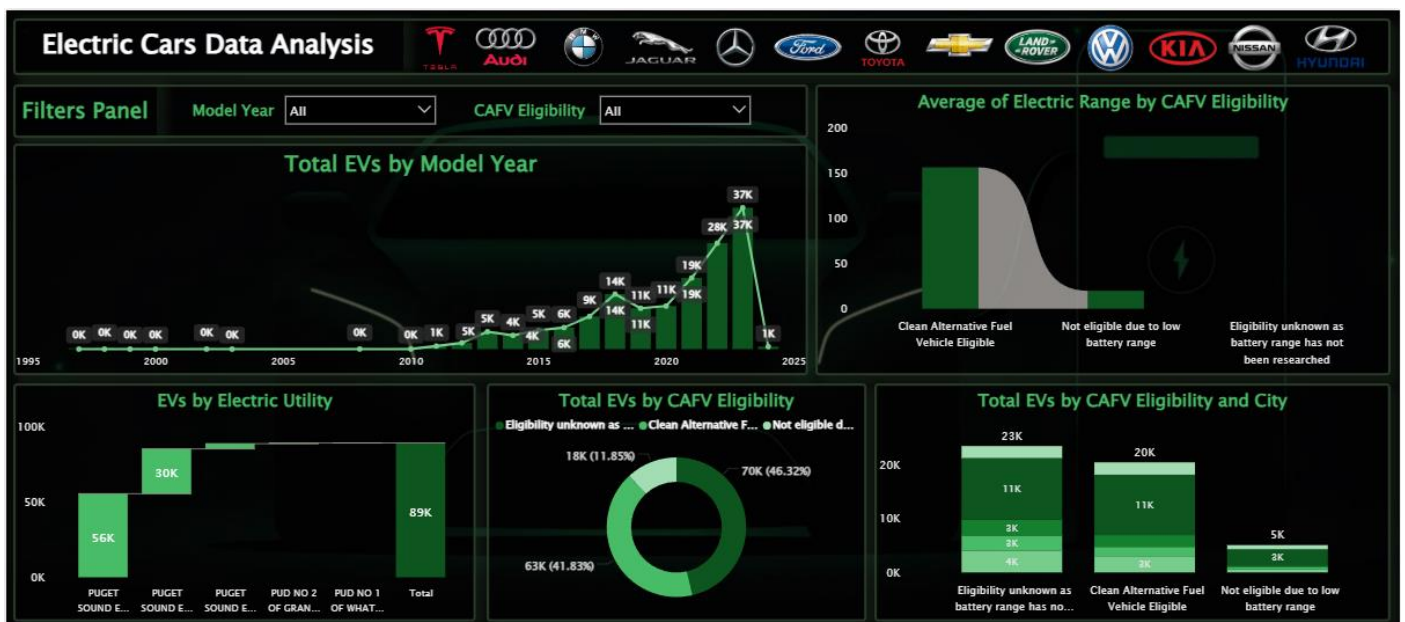 Electric Cars Data Analysis
TESLA
Audi
BMW
JAGUAR
Ford
TOYOTA
LAND-
ROVER
KIA
NISSAN
HYUNDAI
Filters Panel
Model Year
All
CAFV Eligibility
All
Total EVs by Model Year
0K 0K 0K 0K 0K 0K 0K 0K 1K 5K 5K 4K 5K 6K 9K 14K 11K 11K 19K 28K 37K 1K
4K 6K 14K 11K 19K 37K
1995 2000 2005 2010 2015 2020 2025
Average of Electric Range by CAFV Eligibility
200
150
100
50
0
Clean Alternative Fuel
Vehicle Eligible
Not eligible due to low
battery range
Eligibility unknown as
battery range has not
been researched
EVs by Electric Utility
100K
50K
0K
56K
30K
89K
PUGET
SOUND E...
PUGET
SOUND E...
PUGET
SOUND E...
PUD NO 2
OF GRAN...
PUD NO 1
OF WHAT...
Total
Total EVs by CAFV Eligibility
Eligibility unknown as ... Clean Alternative F... Not eligible d...
18K (11.85%)
70K (46.32%)
63K (41.83%)
Total EVs by CAFV Eligibility and City
20K
10K
0K
23K
11K
3K
3K
4K
20K
11K
3K
5K
3K
Eligibility unknown as
battery range has no...
Clean Alternative Fuel
Vehicle Eligible
Not eligible due to low
battery range